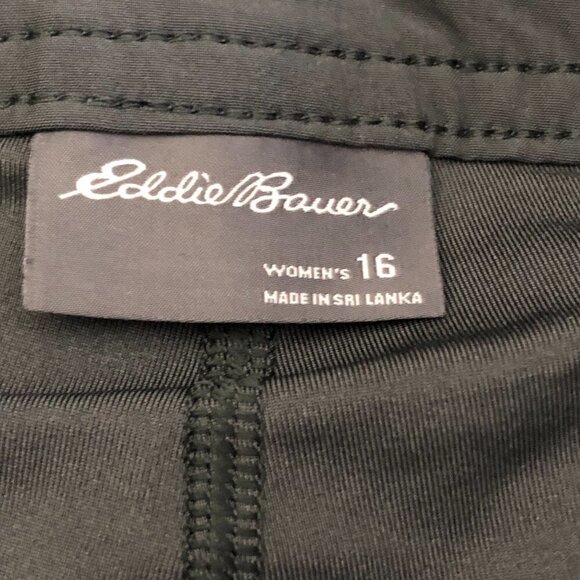 Eddie Bauer
WOMEN'S 16
MADE IN SRI LANKA